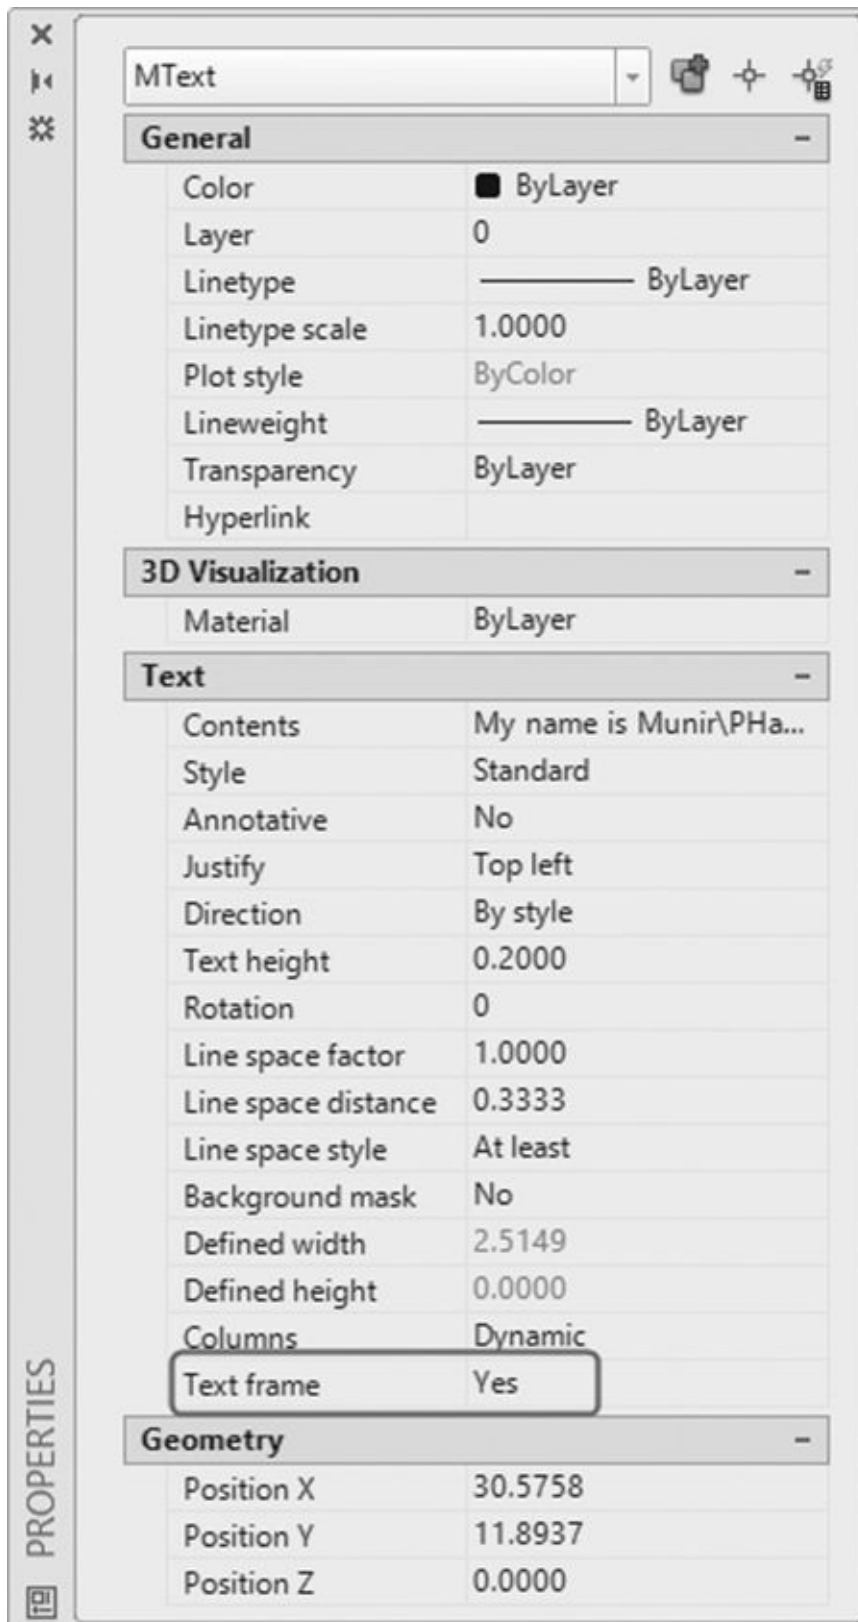 MText
General −
Color ByLayer
Layer 0
Linetype ByLayer
Linetype scale 1.0000
Plot style ByColor
Lineweight ByLayer
Transparency ByLayer
Hyperlink
3D Visualization −
Material ByLayer
Text −
Contents My name is Munir\PHa...
Style Standard
Annotative No
Justify Top left
Direction By style
Text height 0.2000
Rotation 0
Line space factor 1.0000
Line space distance 0.3333
Line space style At least
Background mask No
Defined width 2.5149
Defined height 0.0000
Columns Dynamic
Text frame Yes
Geometry −
Position X 30.5758
Position Y 11.8937
Position Z 0.0000
PROPERTIES